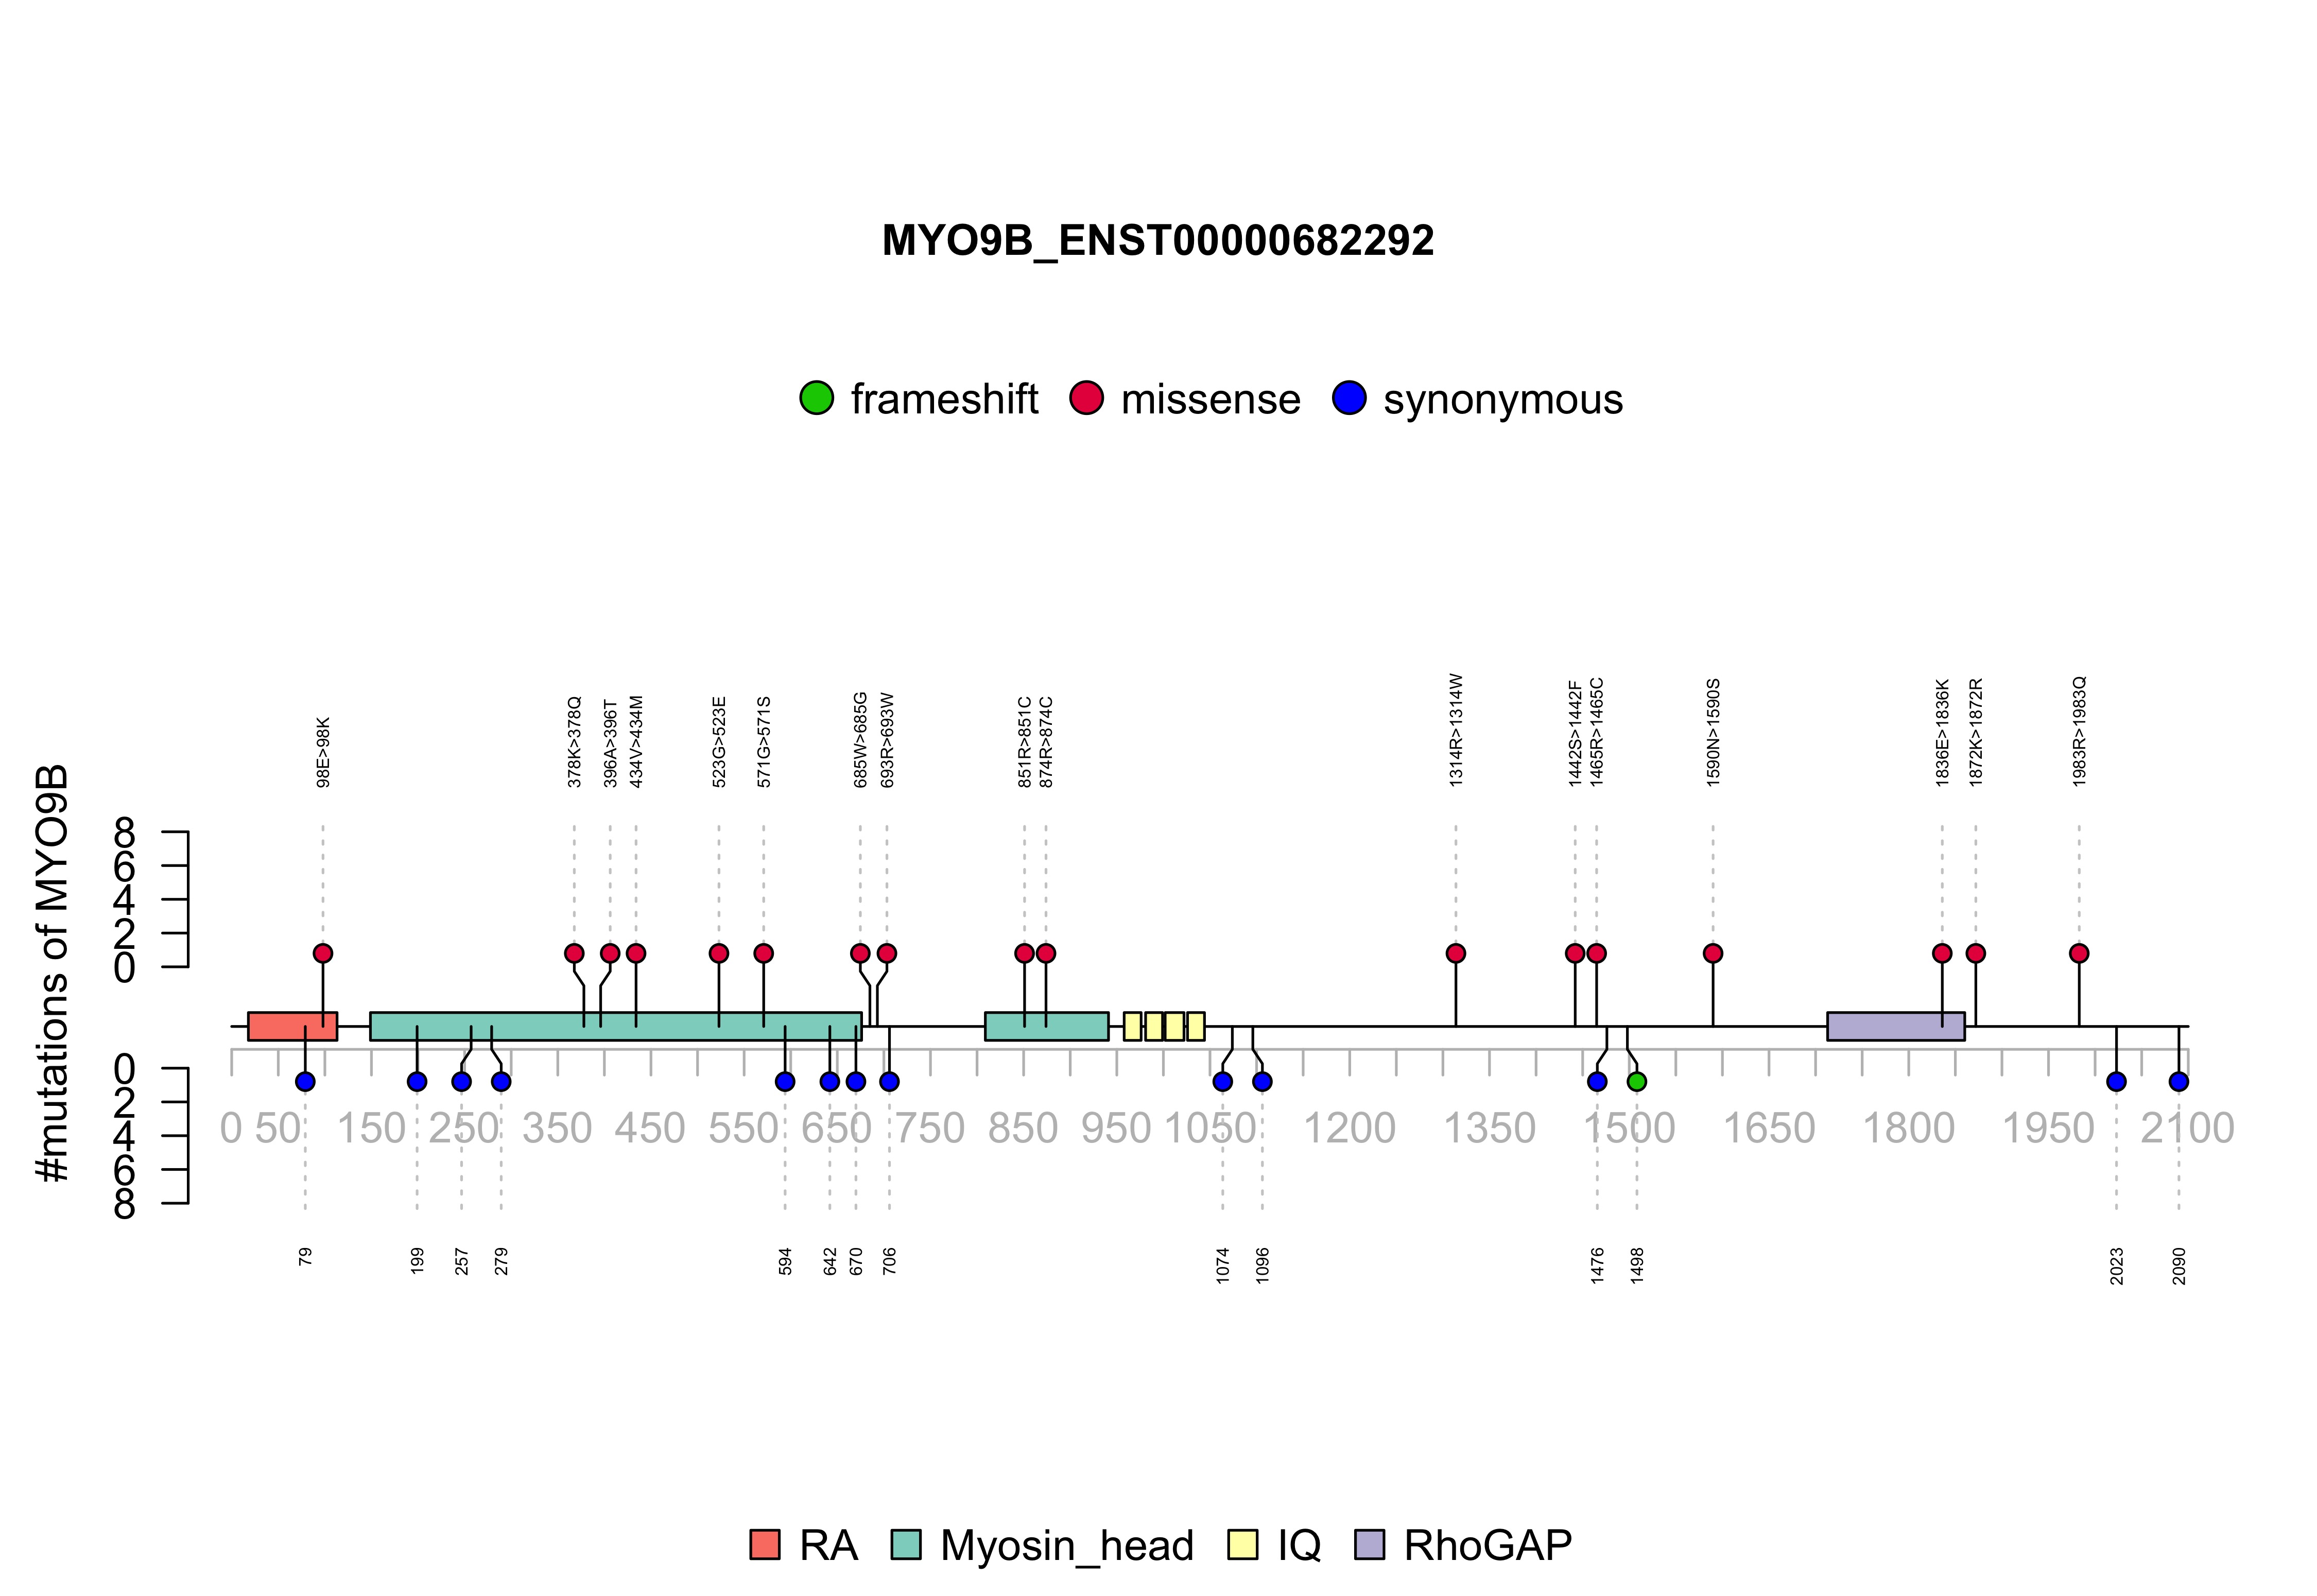 MYO9B_ENST00000682292
frameshift missense synonymous
98E>98K 378K>378Q 396A>396T 434V>434M 523G>523E 571G>571S 685W>685G 693R>693W 851R>851C 874R>874C 1314R>1314W 1442S>1442F 1465R>1465C 1590N>1590S 1836E>1836K 1872K>1872R 1983R>1983Q
#mutations of MYO9B
8
6
4
2
0
0
2
4
6
8
0 50 150 250 350 450 550 650 750 850 950 1050 1200 1350 1500 1650 1800 1950 2100
79 199 257 279 594 642 670 706 1074 1096 1476 1498 2023 2090
RA Myosin_head IQ RhoGAP